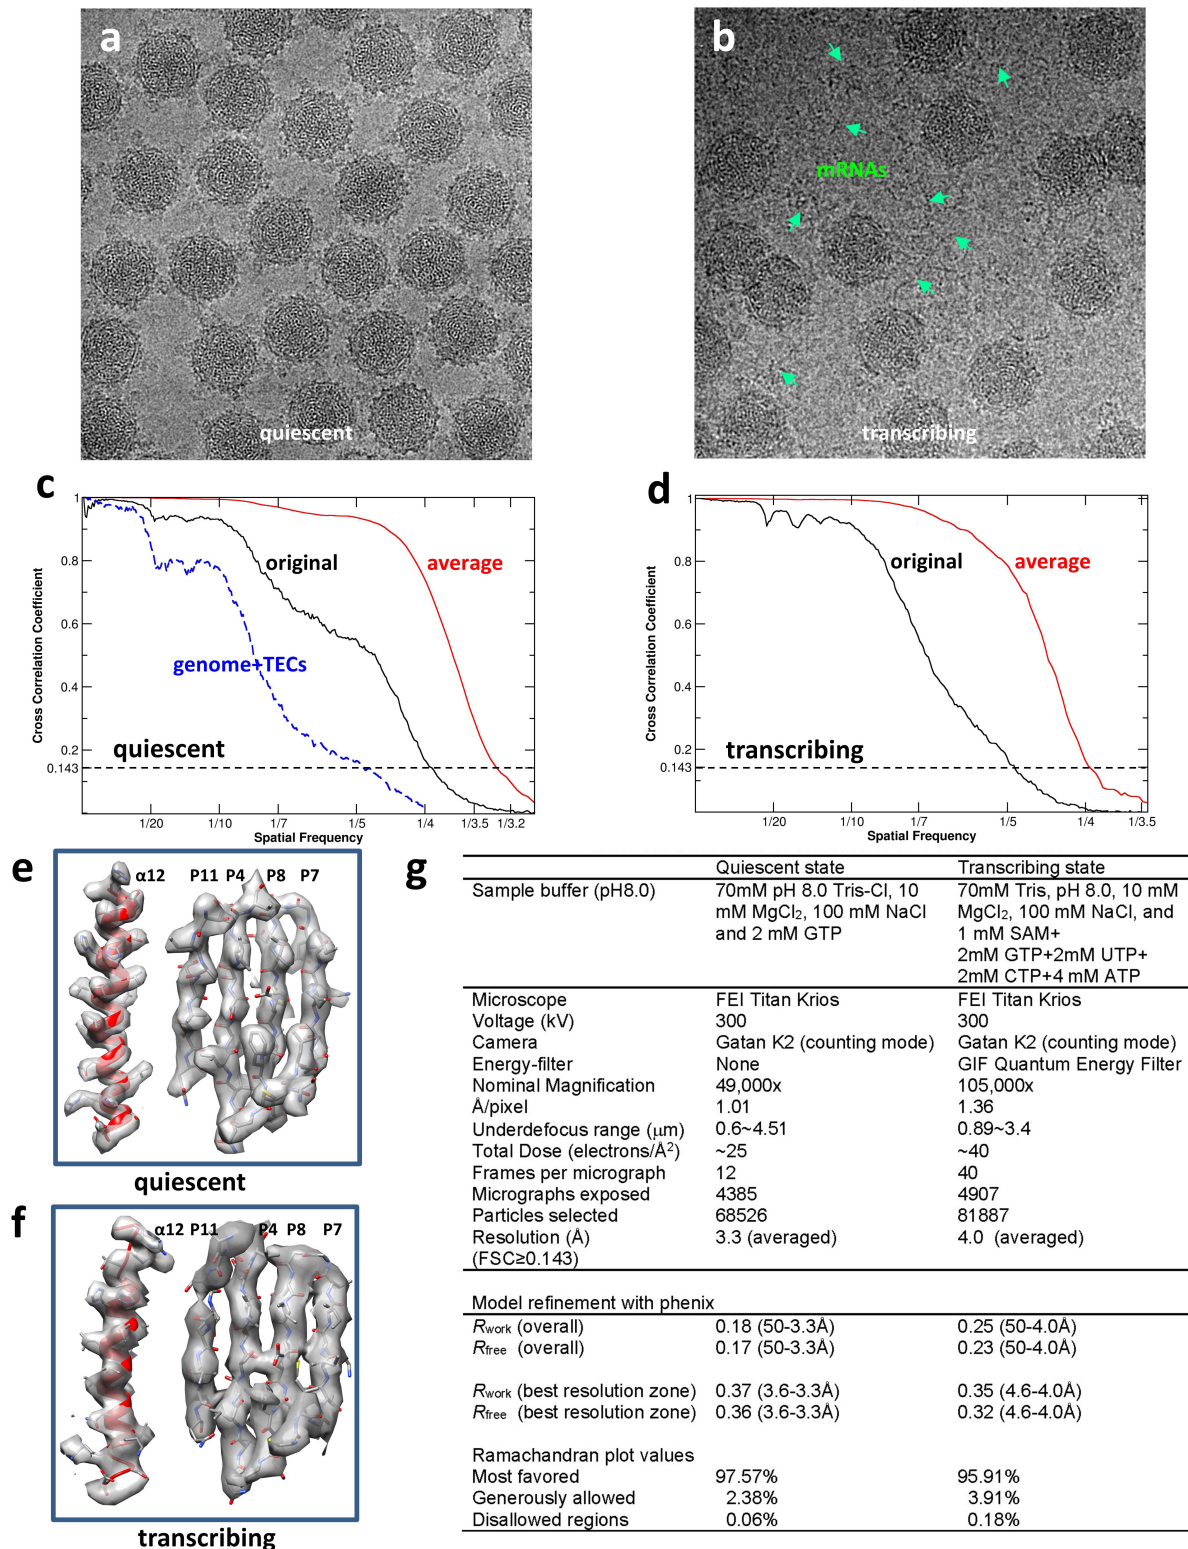 a
quiescent
b
mRNAs
transcribing
c
Cross Correlation Coefficient
1
0.8
0.6
0.4
0.2
0.143
original
average
genome+TECs
quiescent
1/20
1/10
1/7
1/5
1/4
1/3.5
1/3.2
Spatial Frequency
d
Cross Correlation Coefficient
1
0.8
0.6
0.4
0.2
0.143
original
average
transcribing
1/20
1/10
1/7
1/5
1/4
1/3.5
Spatial Frequency
e
α12 P11 P4 P8 P7
quiescent
f
α12 P11 P4 P8 P7
transcribing
g
Quiescent state Transcribing state
Sample buffer (pH8.0) 70mM pH 8.0 Tris-Cl, 10 70mM Tris, pH 8.0, 10 mM
mM MgCl₂, 100 mM NaCl MgCl₂, 100 mM NaCl, and
and 2 mM GTP 1 mM SAM+
2mM GTP+2mM UTP+
2mM CTP+4 mM ATP
Microscope FEI Titan Krios FEI Titan Krios
Voltage (kV) 300 300
Camera Gatan K2 (counting mode) Gatan K2 (counting mode)
Energy-filter None GIF Quantum Energy Filter
Nominal Magnification 49,000x 105,000x
Å/pixel 1.01 1.36
Underdefocus range (μm) 0.6~4.51 0.89~3.4
Total Dose (electrons/Å²) ~25 ~40
Frames per micrograph 12 40
Micrographs exposed 4385 4907
Particles selected 68526 81887
Resolution (Å) 3.3 (averaged) 4.0 (averaged)
(FSC≥0.143)
Model refinement with phenix
Rwork (overall) 0.18 (50-3.3Å) 0.25 (50-4.0Å)
Rfree (overall) 0.17 (50-3.3Å) 0.23 (50-4.0Å)
Rwork (best resolution zone) 0.37 (3.6-3.3Å) 0.35 (4.6-4.0Å)
Rfree (best resolution zone) 0.36 (3.6-3.3Å) 0.32 (4.6-4.0Å)
Ramachandran plot values
Most favored 97.57% 95.91%
Generously allowed 2.38% 3.91%
Disallowed regions 0.06% 0.18%